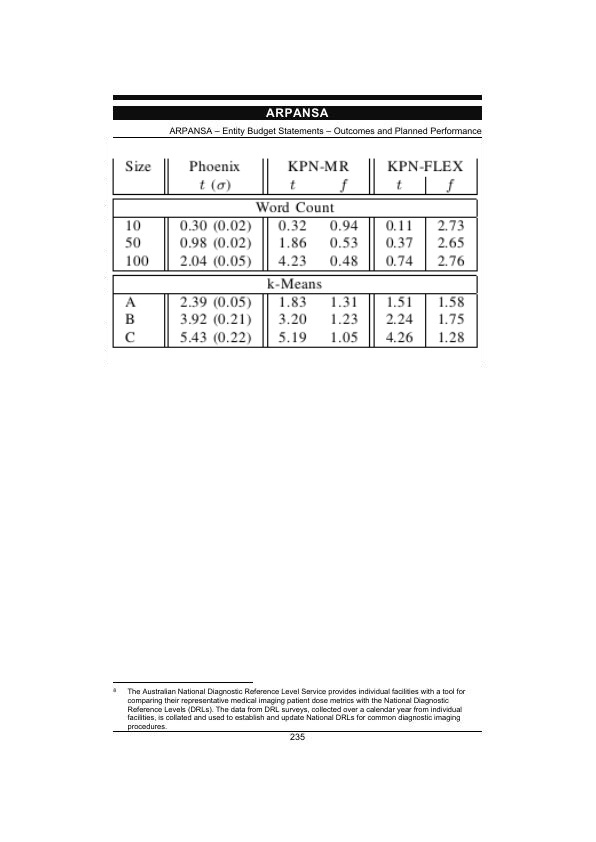 ARPANSA
ARPANSA – Entity Budget Statements – Outcomes and Planned Performance
Size Phoenix KPN-MR KPN-FLEX
t (σ) t f t f
Word Count
10 0.30 (0.02) 0.32 0.94 0.11 2.73
50 0.98 (0.02) 1.86 0.53 0.37 2.65
100 2.04 (0.05) 4.23 0.48 0.74 2.76
k-Means
A 2.39 (0.05) 1.83 1.31 1.51 1.58
B 3.92 (0.21) 3.20 1.23 2.24 1.75
C 5.43 (0.22) 5.19 1.05 4.26 1.28
8 The Australian National Diagnostic Reference Level Service provides individual facilities with a tool for
comparing their representative medical imaging patient dose metrics with the National Diagnostic
Reference Levels (DRLs). The data from DRL surveys, collected over a calendar year from individual
facilities, is collated and used to establish and update National DRLs for common diagnostic imaging
procedures.
235